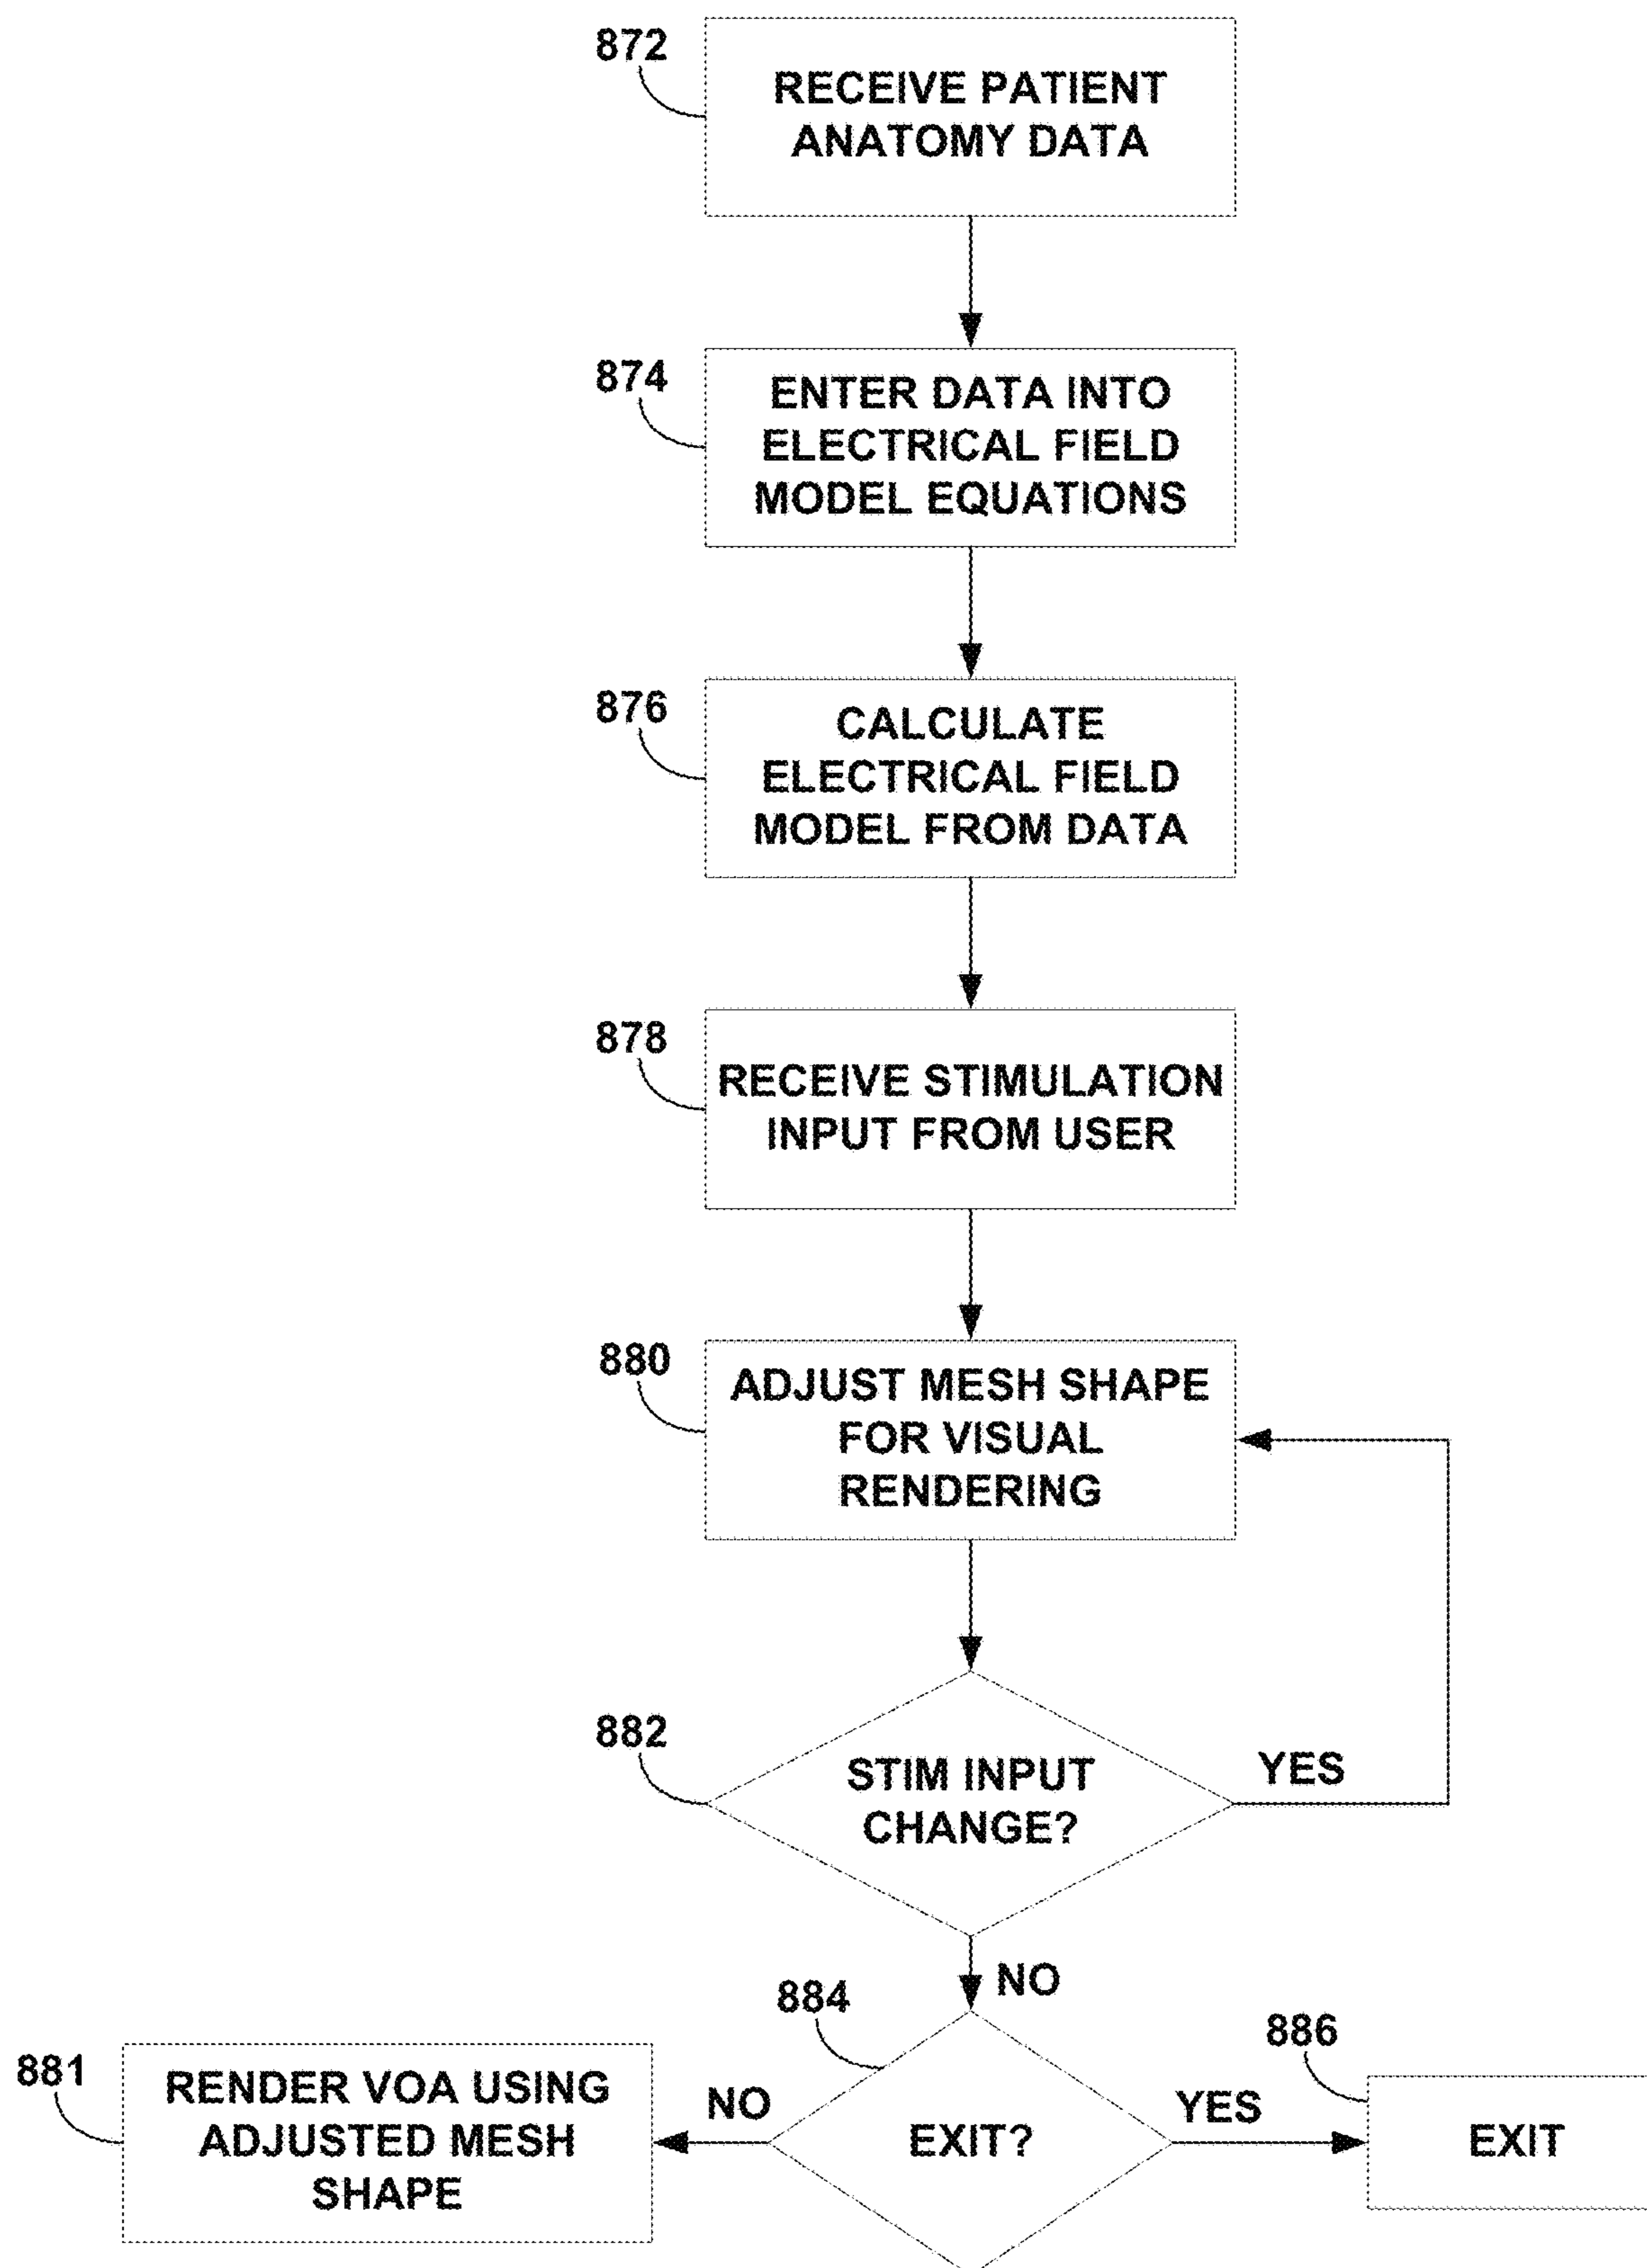 872
RECEIVE PATIENT
ANATOMY DATA
874
ENTER DATA INTO
ELECTRICAL FIELD
MODEL EQUATIONS
876
CALCULATE
ELECTRICAL FIELD
MODEL FROM DATA
878
RECEIVE STIMULATION
INPUT FROM USER
880
ADJUST MESH SHAPE
FOR VISUAL
RENDERING
882
STIM INPUT
CHANGE?
YES
NO
884
EXIT?
NO
881
RENDER VOA USING
ADJUSTED MESH
SHAPE
YES
886
EXIT